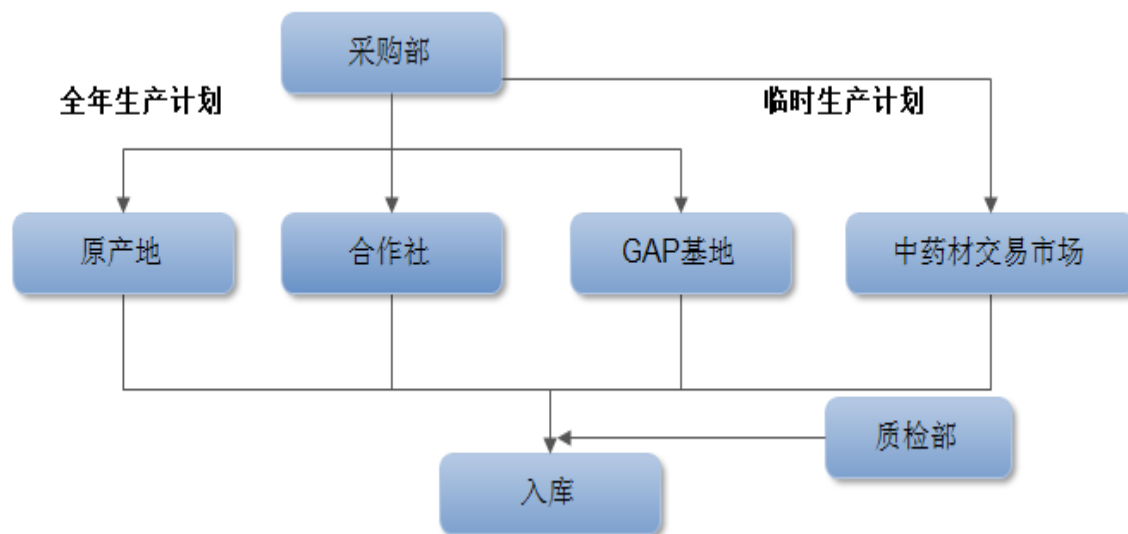 采购部
全年生产计划
临时生产计划
原产地
合作社
GAP基地
中药材交易市场
质检部
入库